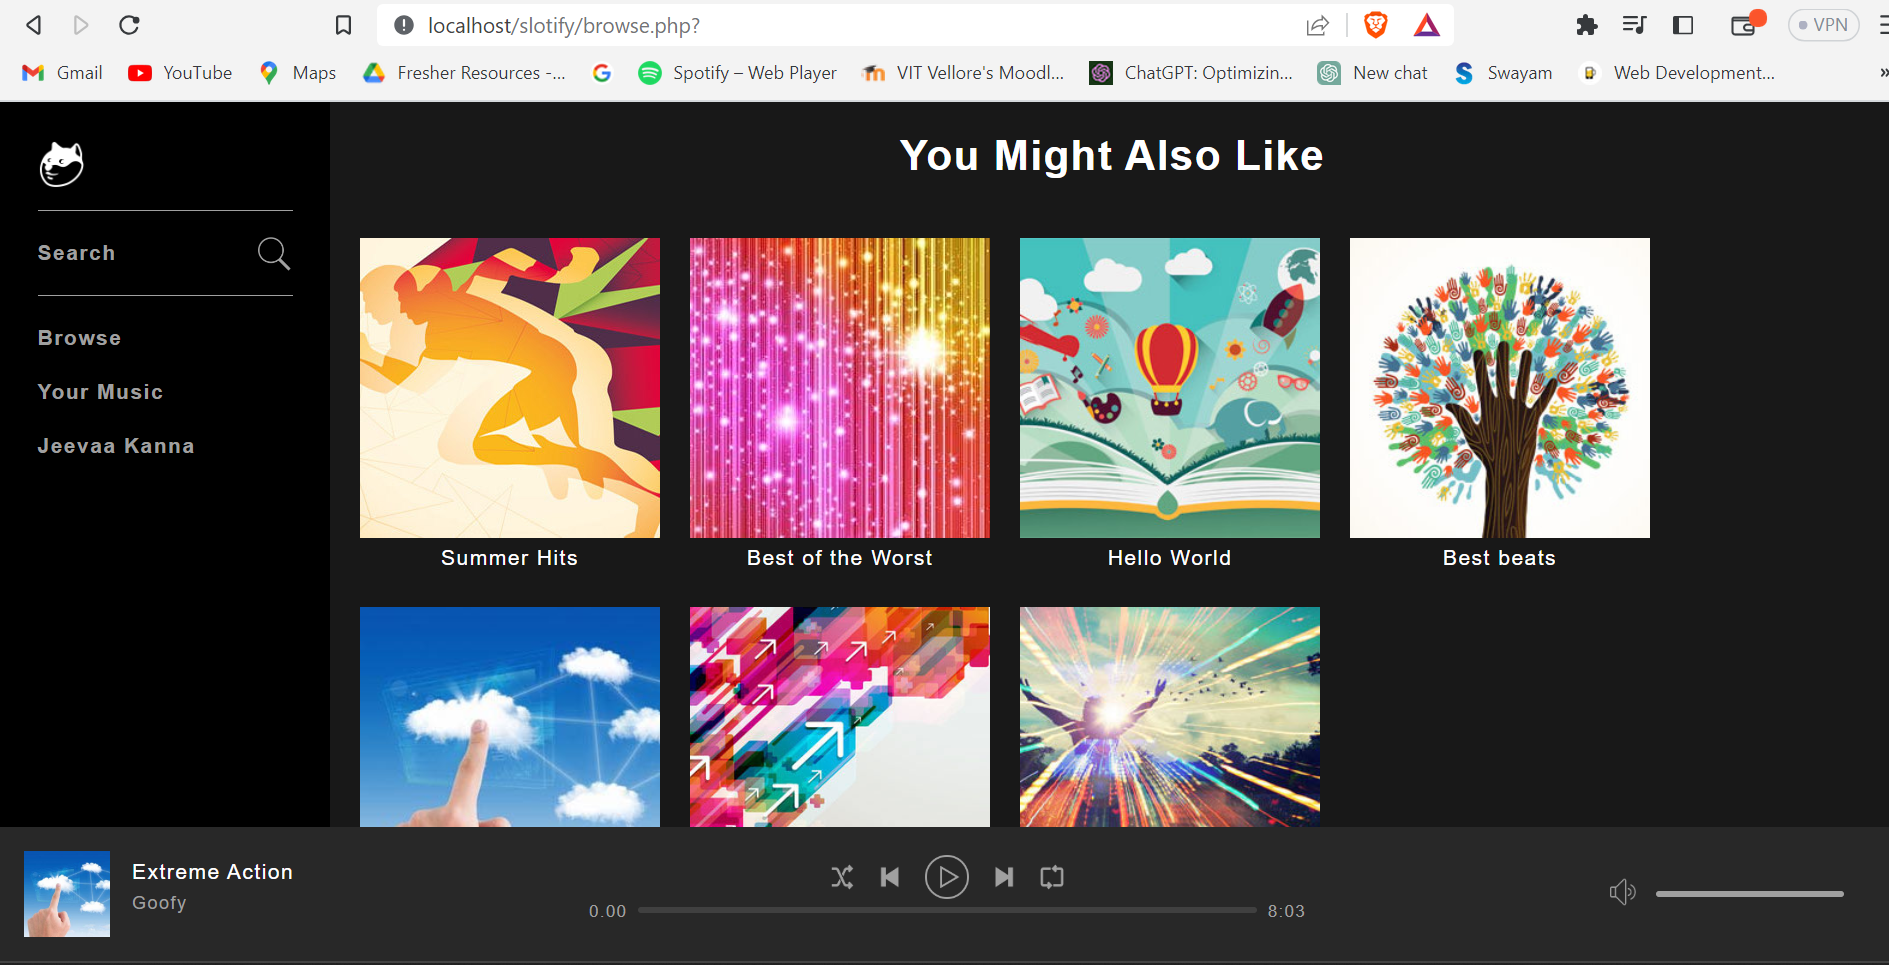 localhost/slotify/browse.php?
VPN
Gmail
YouTube
Maps
Fresher Resources -...
Spotify – Web Player
VIT Vellore's Moodl...
ChatGPT: Optimizin...
New chat
Swayam
Web Development...
»
You Might Also Like
Search
Browse
Your Music
Jeevaa Kanna
Summer Hits
Best of the Worst
Hello World
Best beats
Extreme Action
Goofy
0.00
8:03